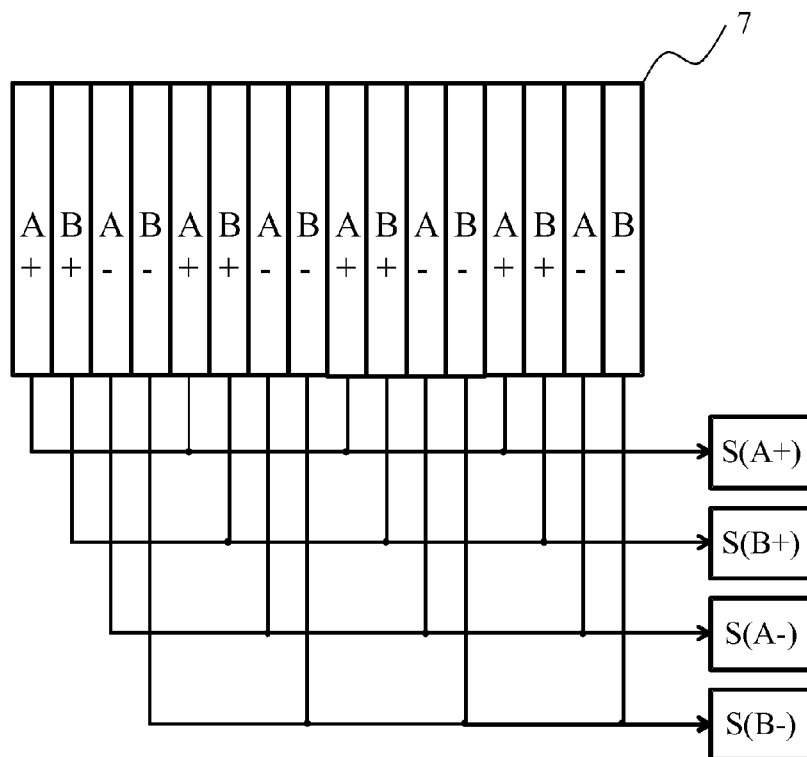 7
A B A B A B A B A B A B A B A B
+ + - - + + - - + + - - + + - -
S(A+)
S(B+)
S(A-)
S(B-)